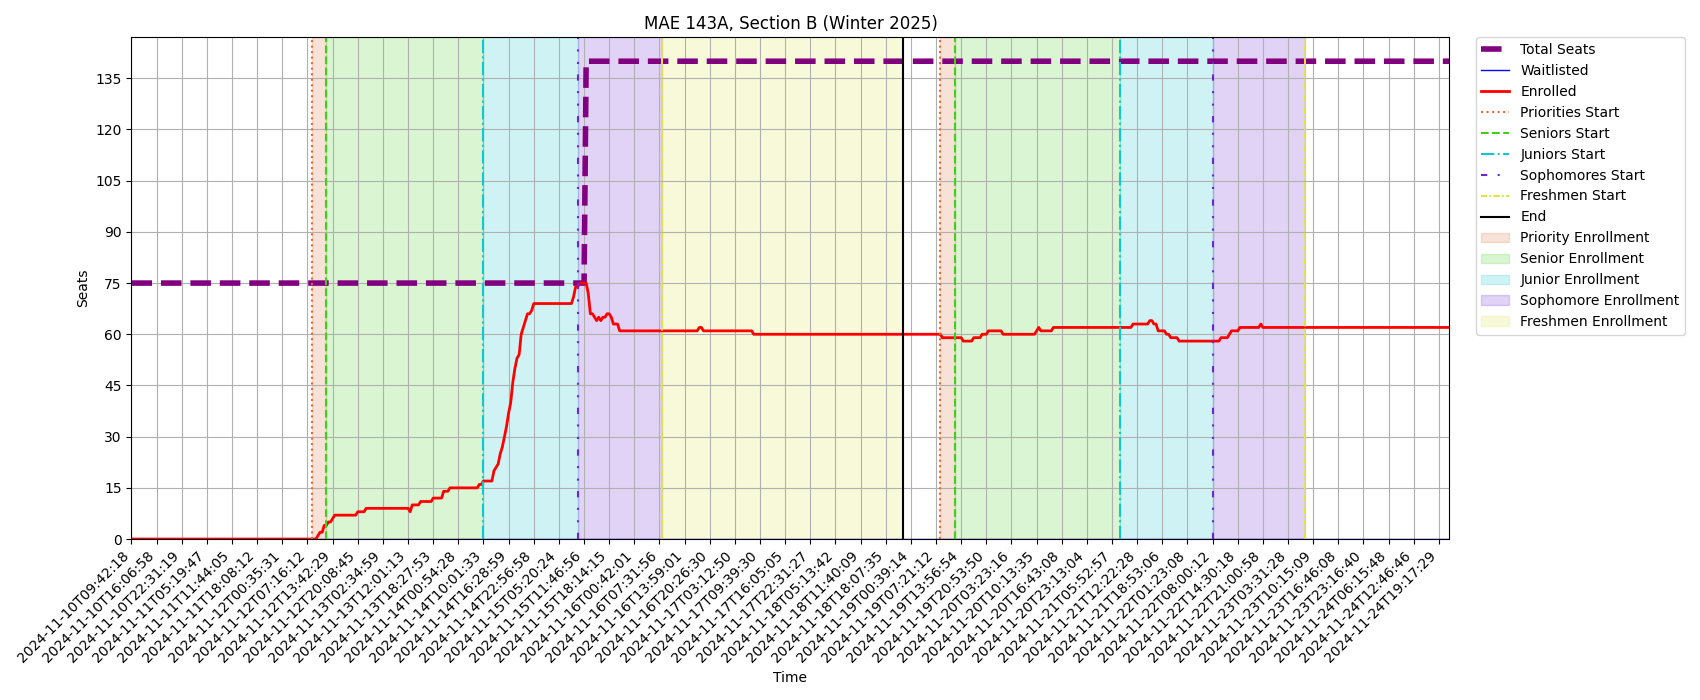 MAE 143A, Section B (Winter 2025)
Seats
135
120
105
90
75
60
45
30
15
0
2024-11-10T09:42:18
2024-11-10T16:06:58
2024-11-10T22:31:19
2024-11-11T05:19:47
2024-11-11T11:44:05
2024-11-11T18:08:12
2024-11-12T00:35:31
2024-11-12T07:16:12
2024-11-12T13:42:29
2024-11-12T20:08:45
2024-11-13T02:34:59
2024-11-13T12:01:13
2024-11-13T18:27:53
2024-11-14T00:54:28
2024-11-14T10:01:33
2024-11-14T16:28:59
2024-11-14T22:56:58
2024-11-15T05:20:24
2024-11-15T11:46:56
2024-11-15T18:14:15
2024-11-16T00:42:01
2024-11-16T07:31:56
2024-11-16T13:59:01
2024-11-16T20:26:30
2024-11-17T03:12:50
2024-11-17T09:39:30
2024-11-17T16:05:05
2024-11-17T22:31:27
2024-11-18T05:13:42
2024-11-18T11:40:09
2024-11-18T18:07:35
2024-11-19T00:39:14
2024-11-19T07:21:12
2024-11-19T13:56:54
2024-11-19T20:53:50
2024-11-20T03:23:16
2024-11-20T10:13:35
2024-11-20T16:43:08
2024-11-20T23:13:04
2024-11-21T05:52:57
2024-11-21T12:22:28
2024-11-21T18:53:06
2024-11-22T01:23:08
2024-11-22T08:00:12
2024-11-22T14:30:18
2024-11-22T21:00:58
2024-11-23T03:31:28
2024-11-23T10:15:09
2024-11-23T16:46:08
2024-11-23T23:16:40
2024-11-24T06:15:48
2024-11-24T12:46:46
2024-11-24T19:17:29
Time
Total Seats
Waitlisted
Enrolled
Priorities Start
Seniors Start
Juniors Start
Sophomores Start
Freshmen Start
End
Priority Enrollment
Senior Enrollment
Junior Enrollment
Sophomore Enrollment
Freshmen Enrollment